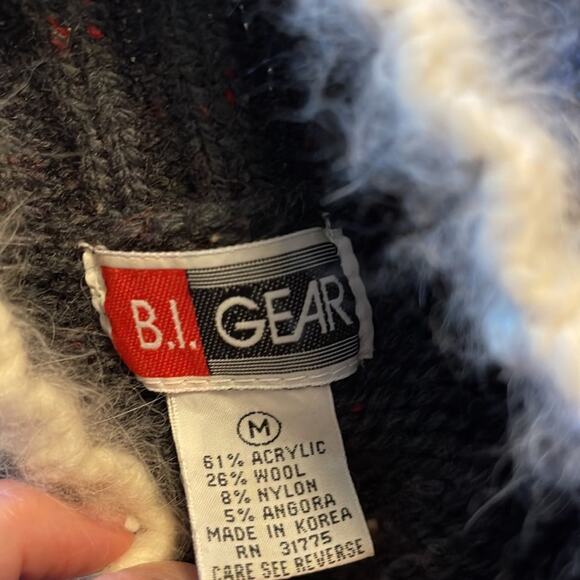 B.I. GEAR
M
61% ACRYLIC
26% WOOL
8% NYLON
5% ANGORA
MADE IN KOREA
RN 31775
CARE SEE REVERSE